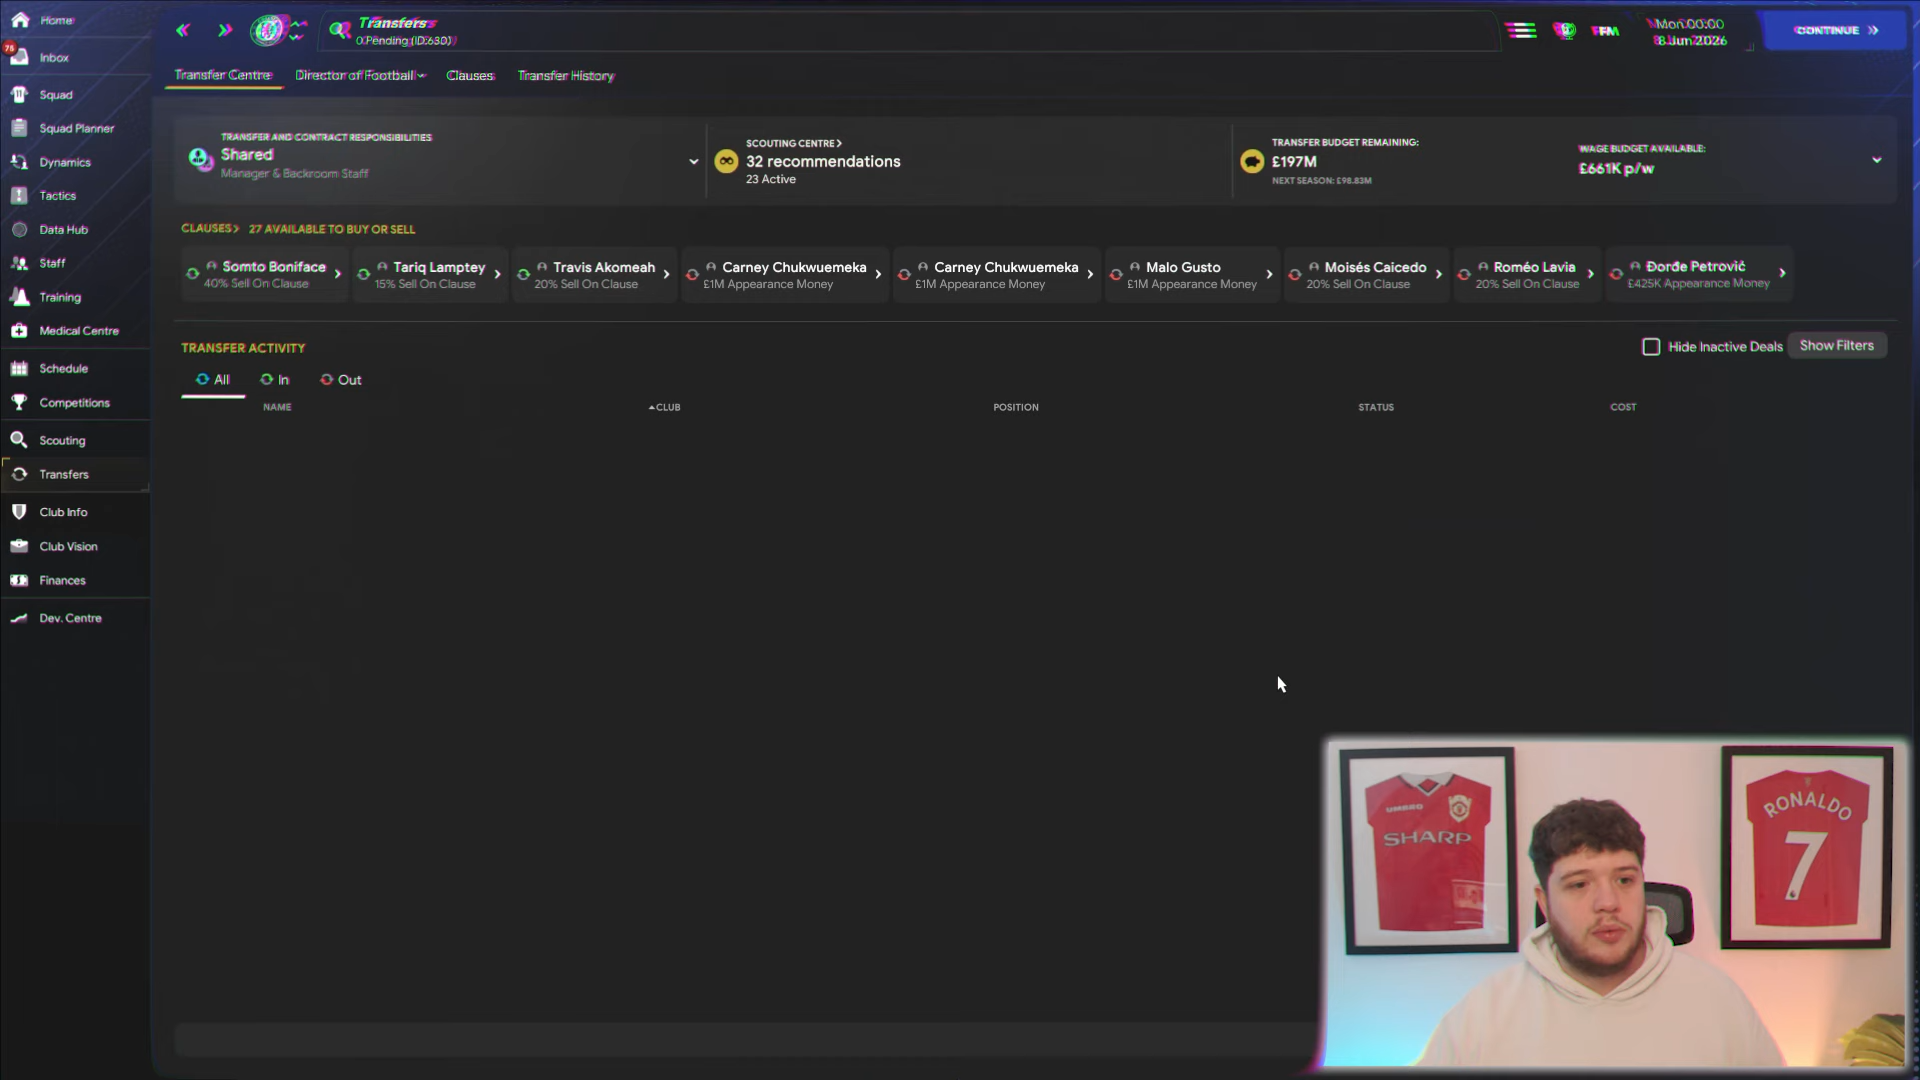 Home
75
Inbox
Squad
Squad Planner
Dynamics
Tactics
Data Hub
Staff
Training
Medical Centre
Schedule
Competitions
Scouting
Transfers
Club Info
Club Vision
Finances
Dev. Centre
Transfers
0 Pending (ID:630)
FM
Mon 00:00
8 Jun 2026
CONTINUE
Transfer Centre
Director of Football
Clauses
Transfer History
TRANSFER AND CONTRACT RESPONSIBILITIES
Shared
Manager & Backroom Staff
SCOUTING CENTRE
32 recommendations
23 Active
TRANSFER BUDGET REMAINING:
£197M
NEXT SEASON: £98.83M
WAGE BUDGET AVAILABLE:
£661K p/w
CLAUSES 27 AVAILABLE TO BUY OR SELL
Somto Boniface
40% Sell On Clause
Tariq Lamptey
15% Sell On Clause
Travis Akomeah
20% Sell On Clause
Carney Chukwuemeka
£1M Appearance Money
Carney Chukwuemeka
£1M Appearance Money
Malo Gusto
£1M Appearance Money
Moisés Caicedo
20% Sell On Clause
Roméo Lavia
20% Sell On Clause
Đorđe Petrović
£425K Appearance Money
TRANSFER ACTIVITY
Hide Inactive Deals
Show Filters
All
In
Out
NAME
CLUB
POSITION
STATUS
COST
UMBRO
SHARP
RONALDO
7